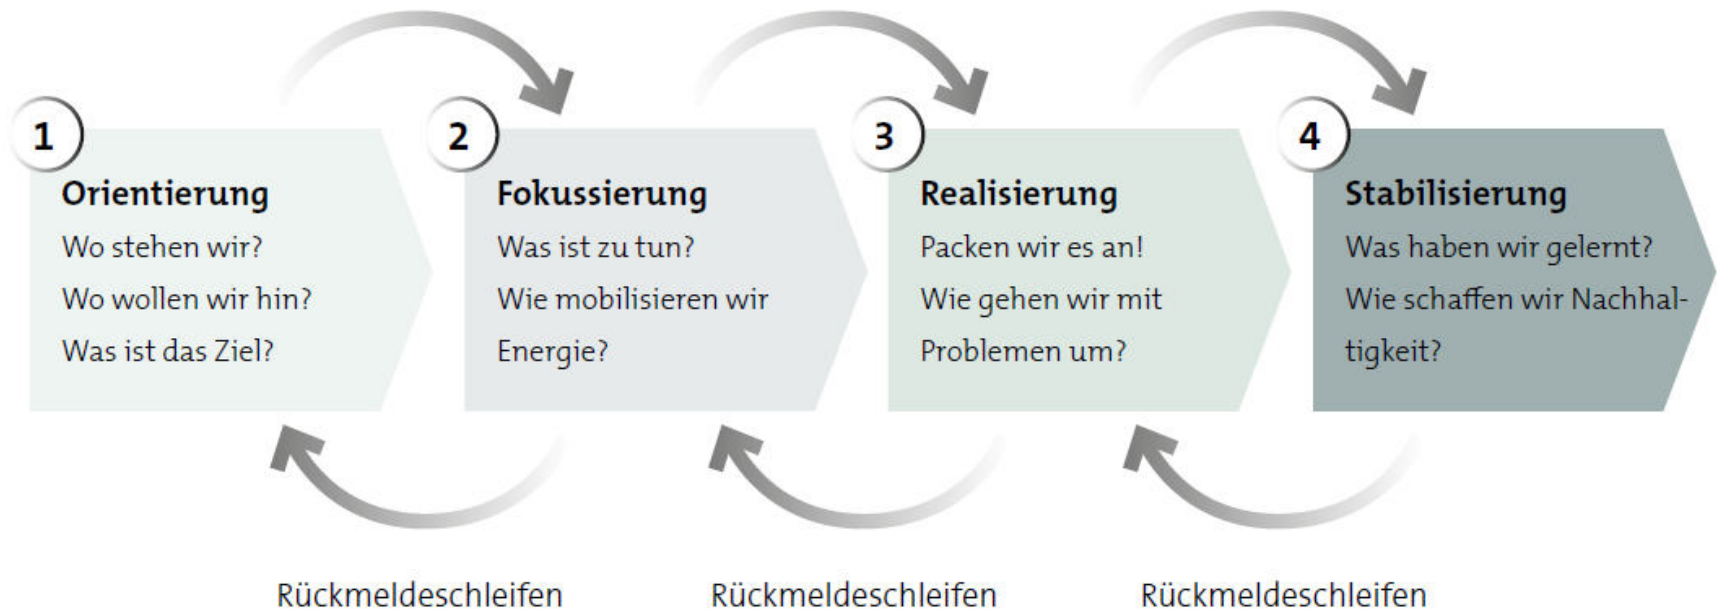 1
Orientierung
Wo stehen wir?
Wo wollen wir hin?
Was ist das Ziel?
2
Fokussierung
Was ist zu tun?
Wie mobilisieren wir
Energie?
3
Realisierung
Packen wir es an!
Wie gehen wir mit
Problemen um?
4
Stabilisierung
Was haben wir gelernt?
Wie schaffen wir Nachhal-
tigkeit?
Rückmeldeschleifen
Rückmeldeschleifen
Rückmeldeschleifen